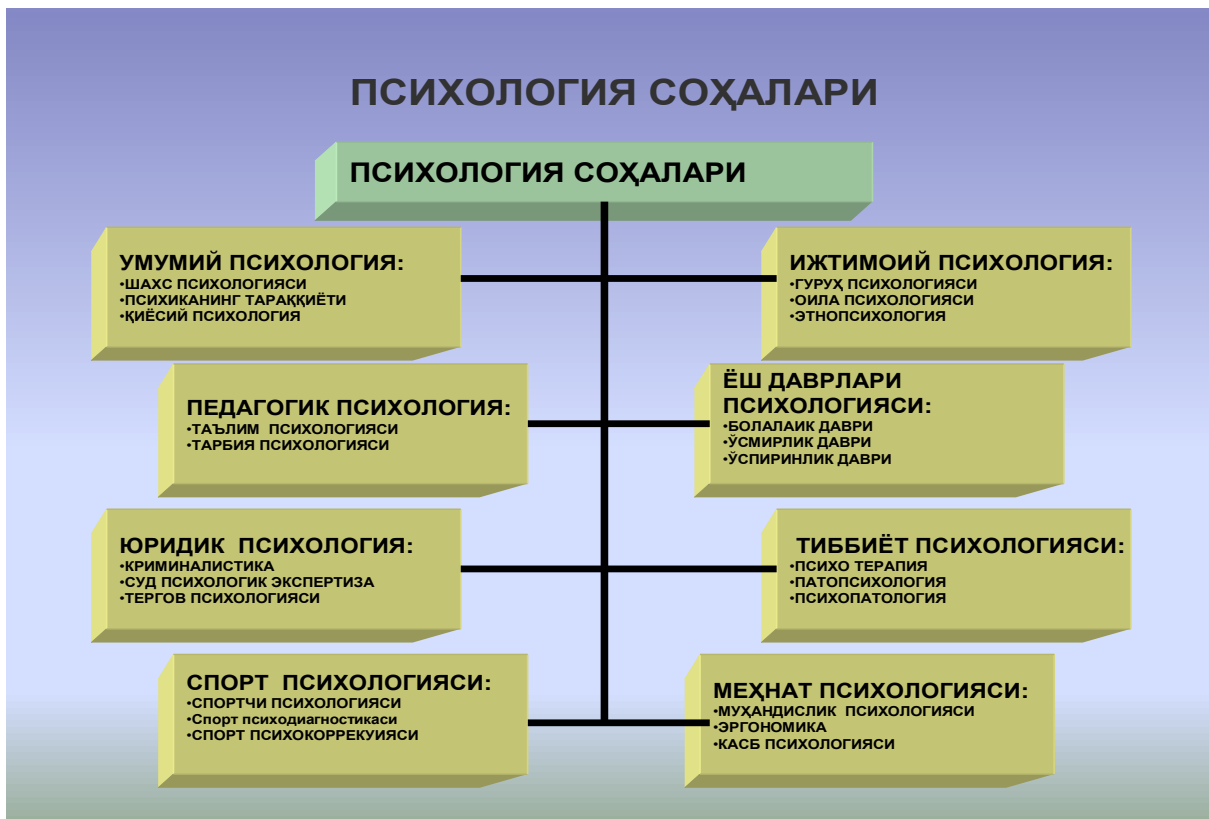 ПСИХОЛОГИЯ СОҲАЛАРИ
ПСИХОЛОГИЯ СОҲАЛАРИ
УМУМИЙ ПСИХОЛОГИЯ:
•ШАХС ПСИХОЛОГИЯСИ
•ПСИХИКАНИНГ ТАРАҚҚИЁТИ
•ҚИЁСИЙ ПСИХОЛОГИЯ
ИЖТИМОИЙ ПСИХОЛОГИЯ:
•ГУРУҲ ПСИХОЛОГИЯСИ
•ОИЛА ПСИХОЛОГИЯСИ
•ЭТНОПСИХОЛОГИЯ
ПЕДАГОГИК ПСИХОЛОГИЯ:
•ТАЪЛИМ ПСИХОЛОГИЯСИ
•ТАРБИЯ ПСИХОЛОГИЯСИ
ЁШ ДАВРЛАРИ
ПСИХОЛОГИЯСИ:
•БОЛАЛАИК ДАВРИ
•ЎСМИРЛИК ДАВРИ
•ЎСПИРИНЛИК ДАВРИ
ЮРИДИК ПСИХОЛОГИЯ:
•КРИМИНАЛИСТИКА
•СУД ПСИХОЛОГИК ЭКСПЕРТИЗА
•ТЕРГОВ ПСИХОЛОГИЯСИ
ТИББИЁТ ПСИХОЛОГИЯСИ:
•ПСИХО ТЕРАПИЯ
•ПАТОПСИХОЛОГИЯ
•ПСИХОПАТОЛОГИЯ
СПОРТ ПСИХОЛОГИЯСИ:
•СПОРТЧИ ПСИХОЛОГИЯСИ
•Спорт психодиагностикаси
•СПОРТ ПСИХОКОРРЕКУИЯСИ
МЕҲНАТ ПСИХОЛОГИЯСИ:
•МУҲАНДИСЛИК ПСИХОЛОГИЯСИ
•ЭРГОНОМИКА
•КАСБ ПСИХОЛОГИЯСИ